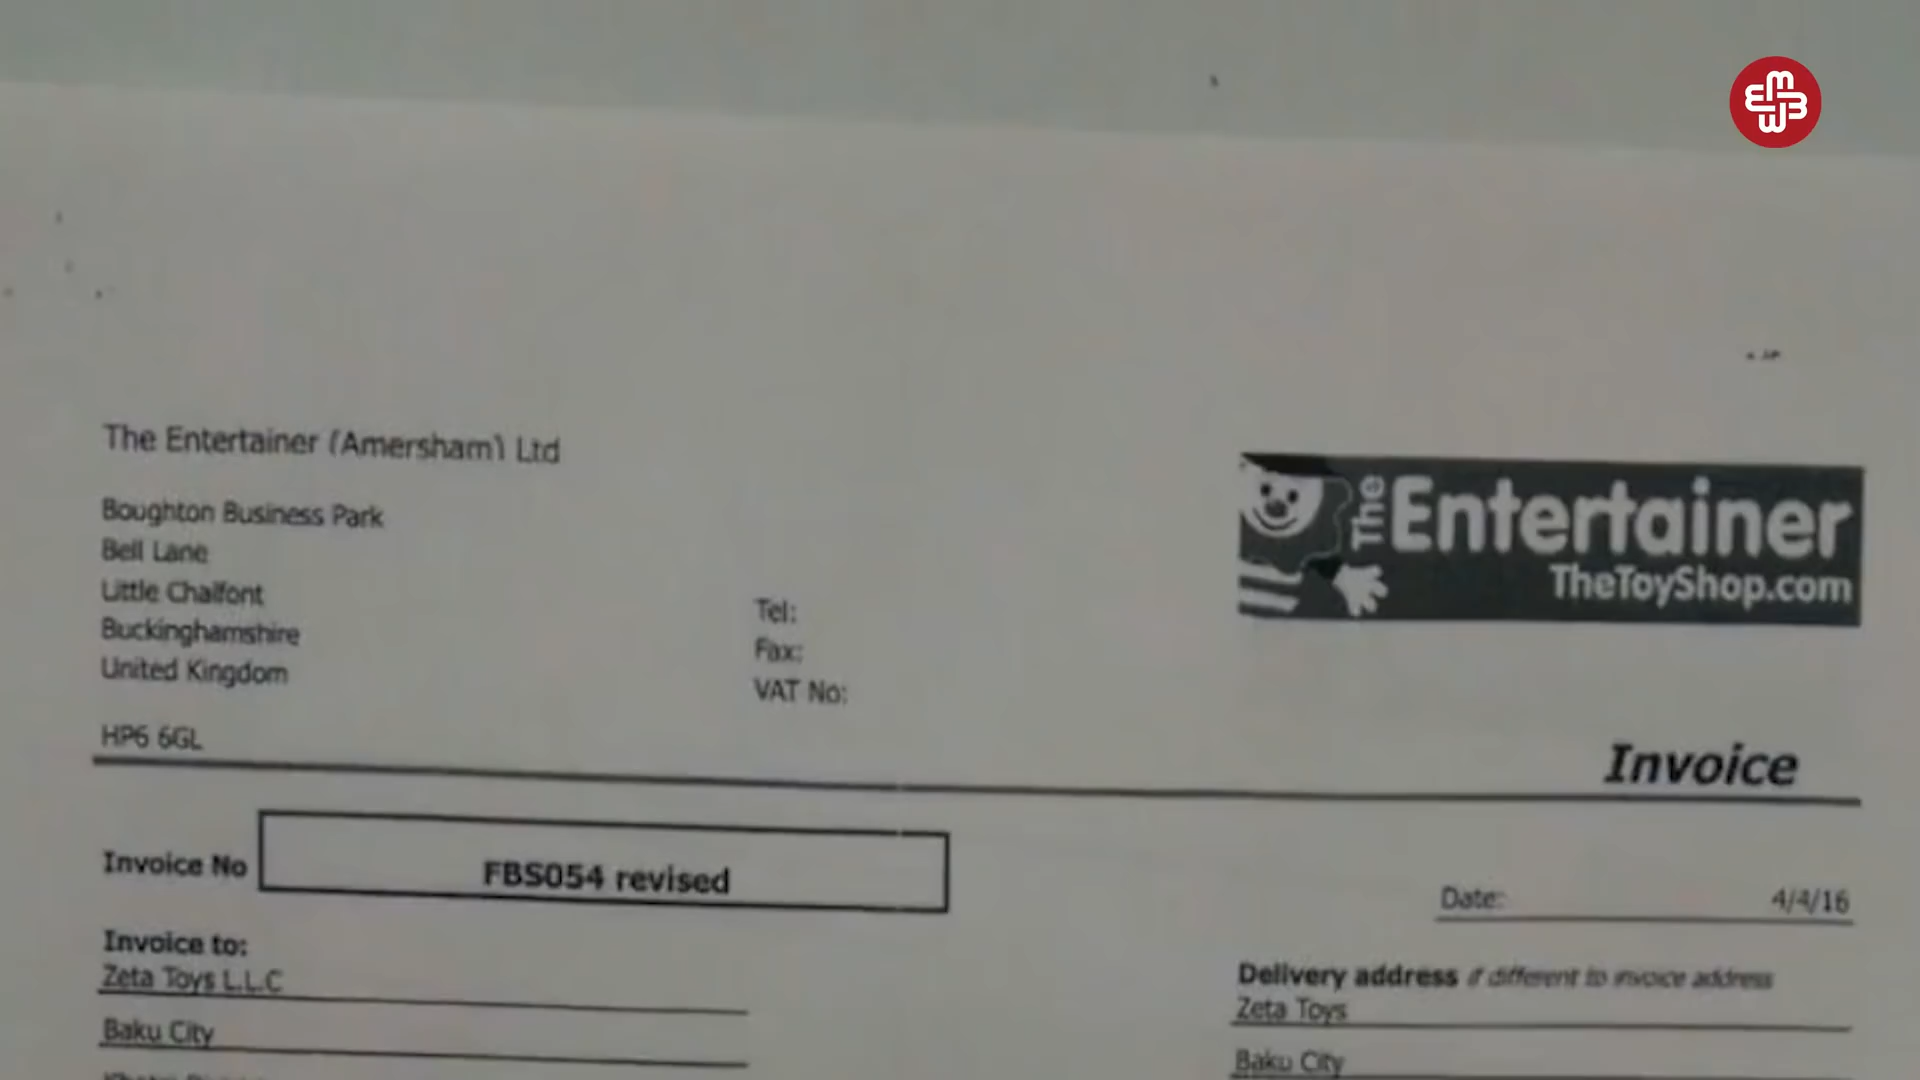 The Entertainer (Amersham) Ltd
Boughton Business Park
Bell Lane
Little Chalfont
Buckinghamshire
United Kingdom
HP6 6GL
Tel:
Fax:
VAT No:
The Entertainer
TheToyShop.com
Invoice
Invoice No
FBS054 revised
Date: 4/4/16
Invoice to:
Zeta Toys L.L.C
Baku City
Delivery address if different to invoice address
Zeta Toys
Baku City